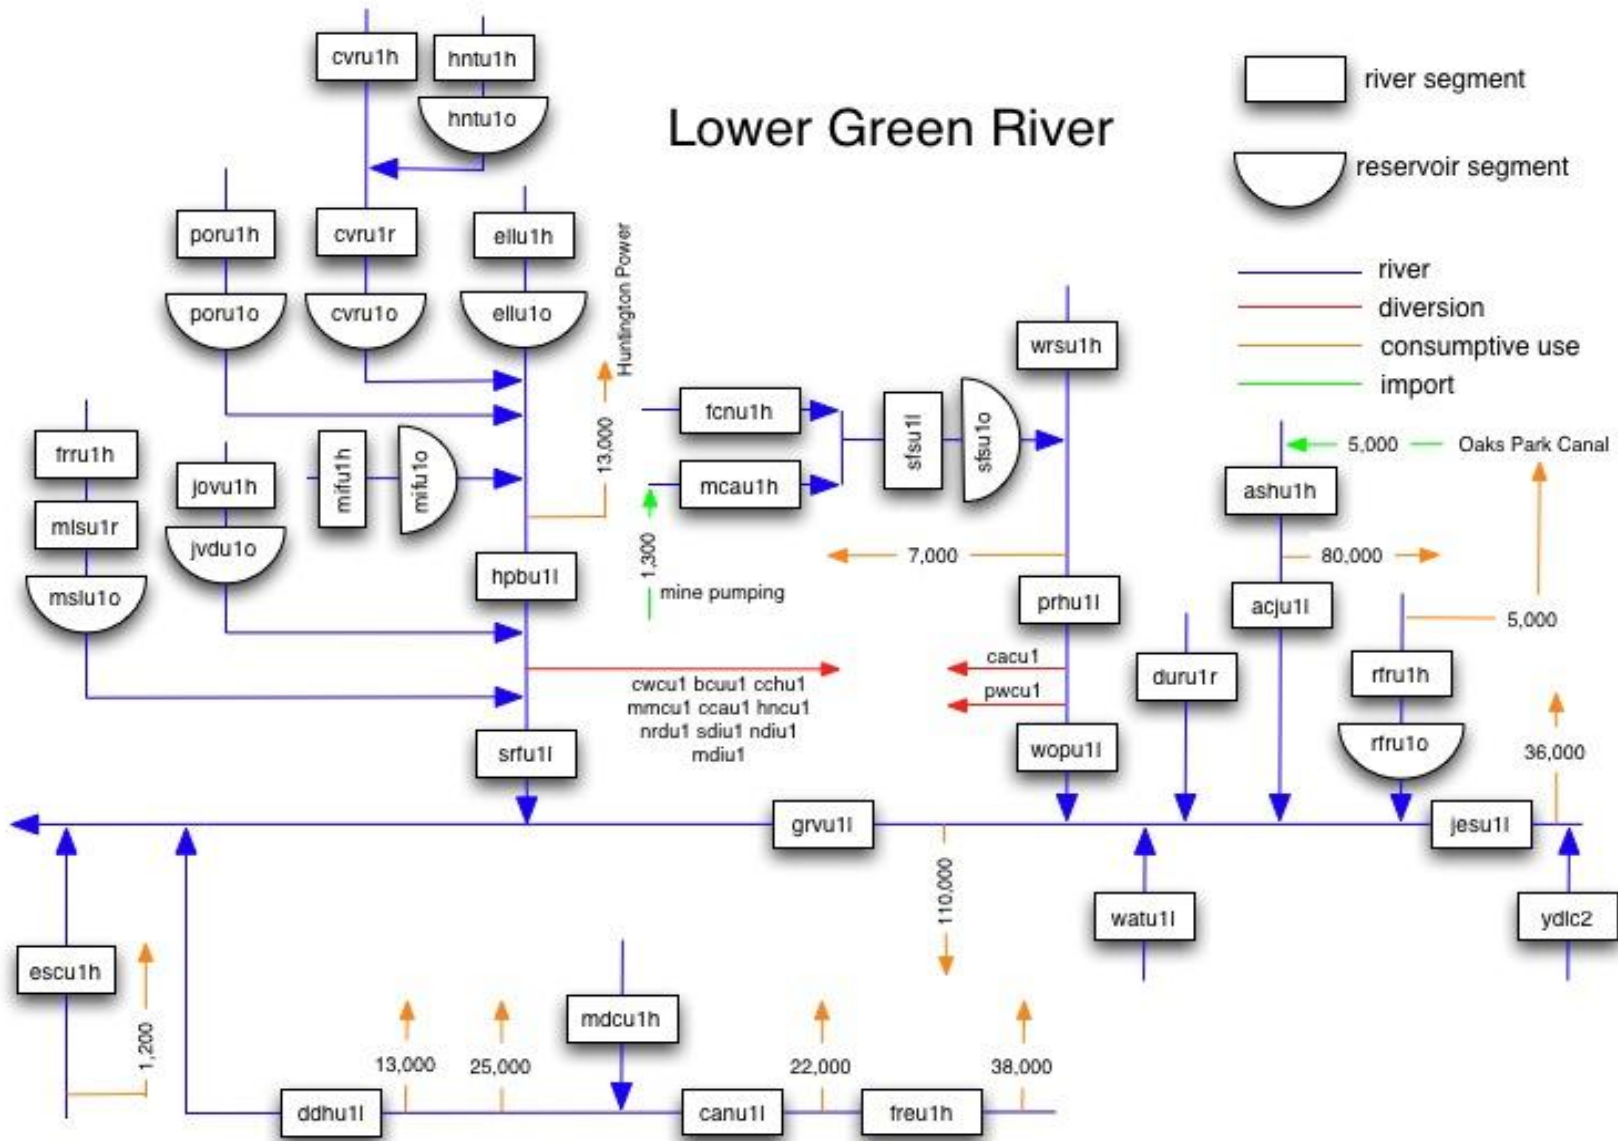 cvru1h
hntu1h
hntu1o
Lower Green River
river segment
reservoir segment
poru1h
cvru1r
ellu1h
Huntington Power
poru1o
cvru1o
ellu1o
river
diversion
consumptive use
import
wrsu1h
fcnu1h
mcau1h
sfsu1l
sfsu1o
13,000
frru1h
mlsu1r
mslu1o
jovu1h
jvdu1o
mifu1h
mifu1o
5,000
Oaks Park Canal
ashu1h
7,000
80,000
1,300
mine pumping
hpbu1l
prhu1l
acju1l
5,000
cacu1
pwcu1
duru1r
rfru1h
cwcu1 bcuu1 cchu1
mmcu1 ccau1 hncu1
nrdu1 sdiu1 ndiu1
mdiu1
srfu1l
wopu1l
rfru1o
36,000
grvu1l
jesu1l
110,000
watu1l
ydlc2
escu1h
1,200
mdcu1h
13,000
25,000
22,000
38,000
ddhu1l
canu1l
freu1h